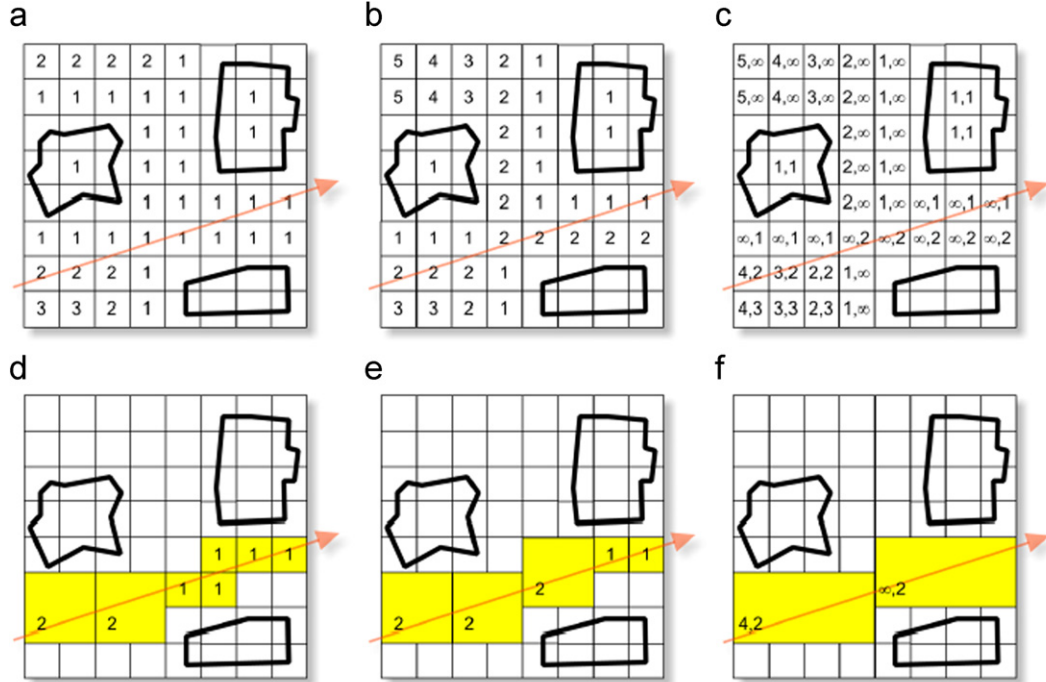 a
2 2 2 2 1
1 1 1 1 1 1
1 1 1
1 1 1
1 1 1 1 1
1 1 1 1 1 1 1 1
2 2 2 1
3 3 2 1
b
5 4 3 2 1
5 4 3 2 1 1
2 1 1
1 2 1
2 1 1 1 1
1 1 1 2 2 2 2 2
2 2 2 1
3 3 2 1
c
5,∞ 4,∞ 3,∞ 2,∞ 1,∞
5,∞ 4,∞ 3,∞ 2,∞ 1,∞ 1,1
2,∞ 1,∞ 1,1
1,1 2,∞ 1,∞
2,∞ 1,∞ ∞,1 ∞,1 ∞,1
∞,1 ∞,1 ∞,1 ∞,2 ∞,2 ∞,2 ∞,2 ∞,2
4,2 3,2 2,2 1,∞
4,3 3,3 2,3 1,∞
d
1 1 1
1 1
2 2
e
1 1
2
2 2
f
∞,2
4,2